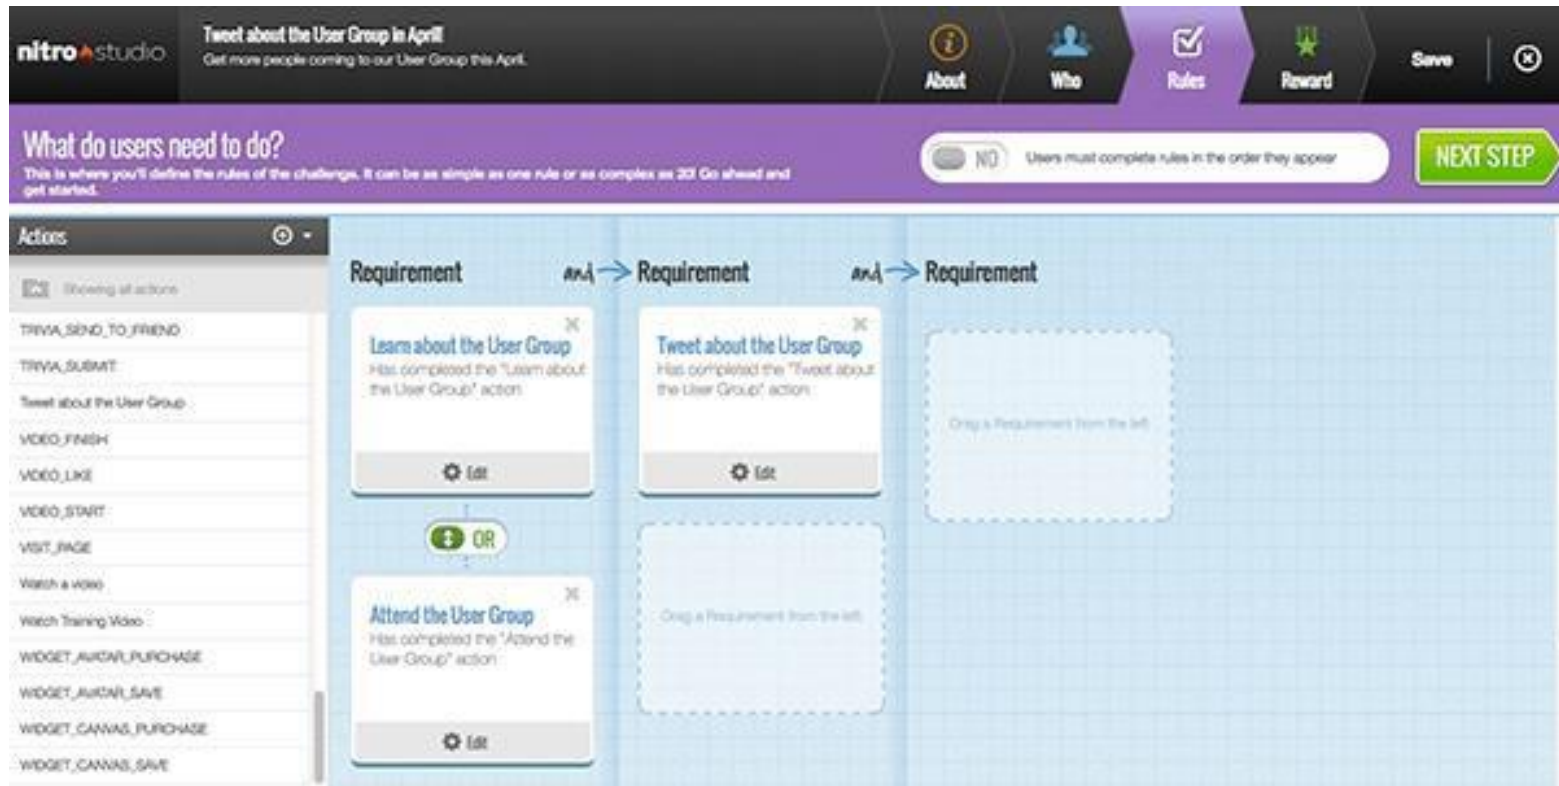 nitro studio
Tweet about the User Group in April!
Get more people coming to our User Group this April.
About
Who
Rules
Reward
Save
What do users need to do?
This is where you'll define the rules of the challenge. It can be as simple as one rule or as complex as 20! Go ahead and
get started.
NO
Users must complete rules in the order they appear
NEXT STEP
Actions
Showing all actions
TRIVIA_SEND_TO_FRIEND
TRIVIA_SUBMIT
Tweet about the User Group
VIDEO_FINISH
VIDEO_LIKE
VIDEO_START
VISIT_PAGE
Watch a video
Watch Training Video
WIDGET_AVATAR_PURCHASE
WIDGET_AVATAR_SAVE
WIDGET_CANVAS_PURCHASE
WIDGET_CANVAS_SAVE
Requirement
and
Requirement
and
Requirement
Learn about the User Group
Has completed the "Learn about
the User Group" action
Edit
OR
Attend the User Group
Has completed the "Attend the
User Group" action
Edit
Tweet about the User Group
Has completed the "Tweet about
the User Group" action
Edit
Drag a Requirement from the left
Drag a Requirement from the left